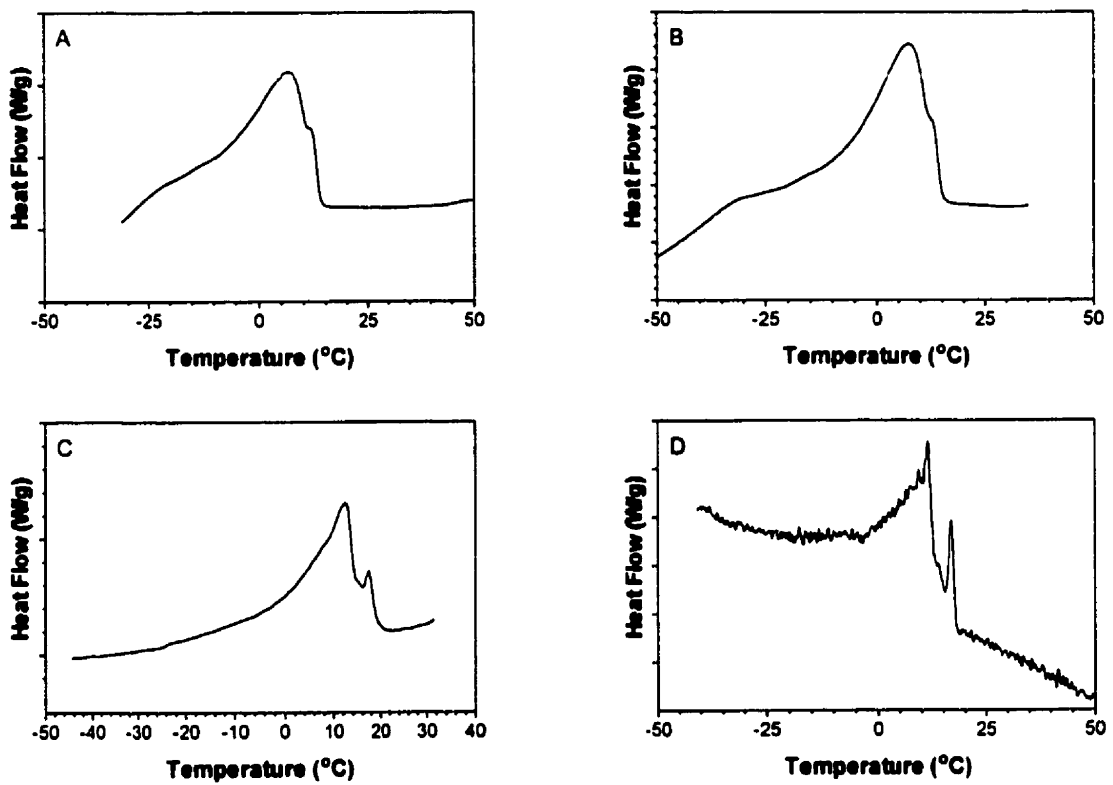 A
Heat Flow (W/g)
-50 -25 0 25 50
Temperature (°C)
B
Heat Flow (W/g)
-50 -25 0 25 50
Temperature (°C)
C
Heat Flow (W/g)
-50 -40 -30 -20 -10 0 10 20 30 40
Temperature (°C)
D
Heat Flow (W/g)
-50 -25 0 25 50
Temperature (°C)